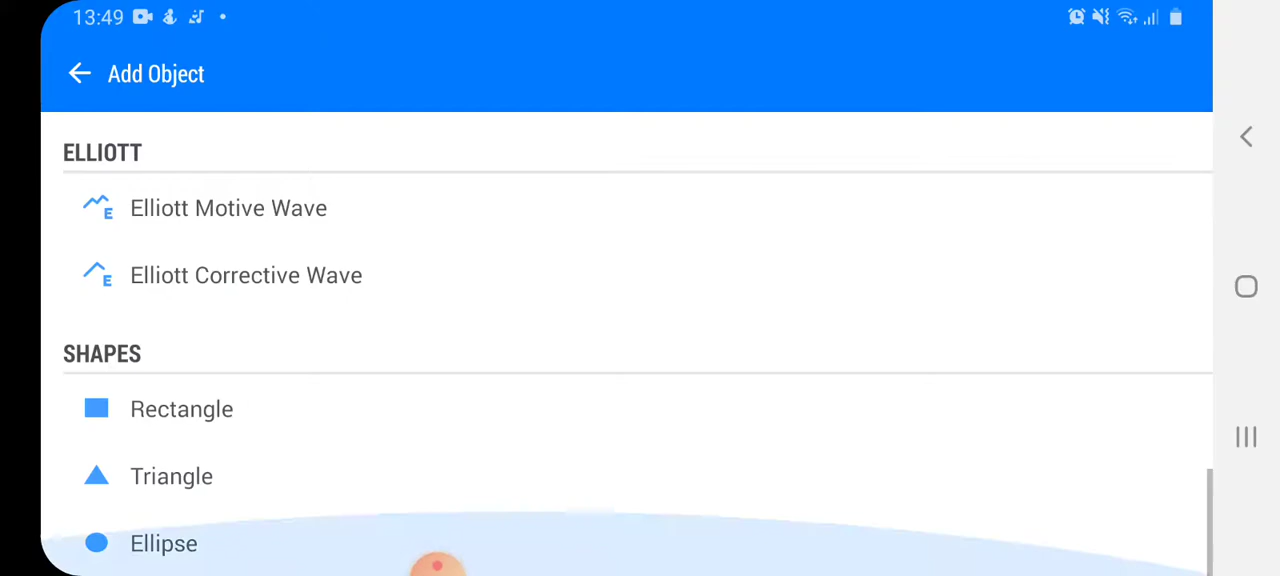 13:49
Add Object
ELLIOTT
E Elliott Motive Wave
E Elliott Corrective Wave
SHAPES
Rectangle
Triangle
Ellipse